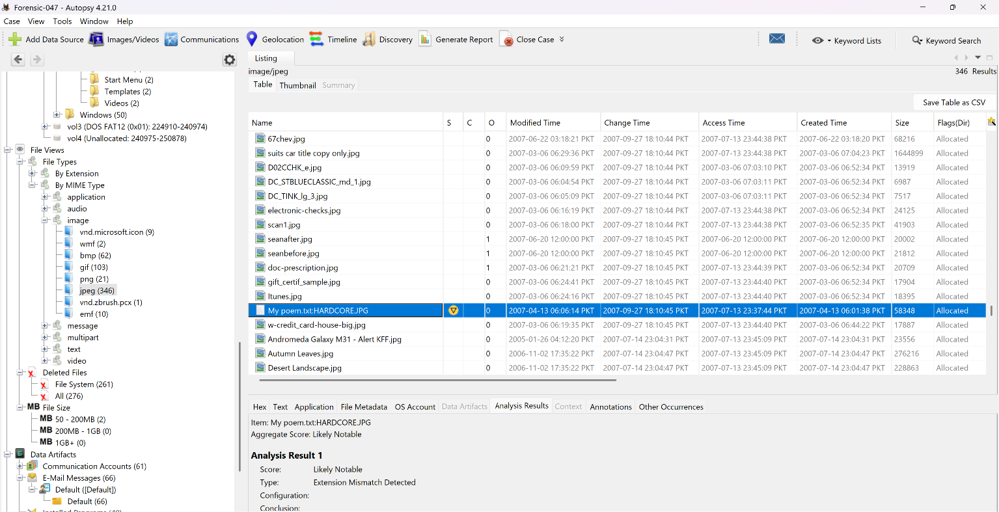 Forensic-047 - Autopsy 4.21.0
Case View Tools Window Help
Add Data Source Images/Videos Communications Geolocation Timeline Discovery Generate Report Close Case Keyword Lists Keyword Search
Start Menu (2)
Templates (2)
Videos (2)
Windows (50)
vol3 (DOS FAT12 (0x01): 224910-240974)
vol4 (Unallocated: 240975-250878)
File Views
File Types
By Extension
By MIME Type
application
audio
image
vnd.microsoft.icon (9)
wmf (2)
bmp (62)
gif (103)
png (21)
jpeg (346)
vnd.zbrush.pcx (1)
emf (10)
message
multipart
text
video
Deleted Files
File System (261)
All (276)
MB File Size
MB 50 - 200MB (2)
MB 200MB - 1GB (0)
MB 1GB+ (0)
Data Artifacts
Communication Accounts (61)
E-Mail Messages (66)
Default ([Default])
Default (66)
Listing
image/jpeg
346 Results
Table Thumbnail Summary
Save Table as CSV
Name S C O Modified Time Change Time Access Time Created Time Size Flags(Dir)
67chev.jpg 0 2007-06-22 03:18:21 PKT 2007-09-27 18:10:44 PKT 2007-07-13 23:44:38 PKT 2007-06-22 03:18:20 PKT 68216 Allocated
suits car title copy only.jpg 0 2007-03-06 06:29:36 PKT 2007-09-27 18:10:44 PKT 2007-07-13 23:44:38 PKT 2007-03-06 07:04:23 PKT 1644899 Allocated
D02CCHK_e.jpg 0 2007-03-06 06:09:59 PKT 2007-09-27 18:10:44 PKT 2007-03-06 07:03:10 PKT 2007-03-06 06:52:34 PKT 13919 Allocated
DC_STBLUECLASSIC_md_1.jpg 0 2007-03-06 06:04:54 PKT 2007-09-27 18:10:44 PKT 2007-03-06 07:03:11 PKT 2007-03-06 06:52:34 PKT 6987 Allocated
DC_TINK_lg_3.jpg 0 2007-03-06 06:05:09 PKT 2007-09-27 18:10:44 PKT 2007-03-06 07:03:11 PKT 2007-03-06 06:52:34 PKT 7517 Allocated
electronic-checks.jpg 0 2007-03-06 06:16:19 PKT 2007-09-27 18:10:44 PKT 2007-07-13 23:44:38 PKT 2007-03-06 06:52:34 PKT 24125 Allocated
scan1.jpg 0 2007-03-06 06:18:00 PKT 2007-09-27 18:10:44 PKT 2007-07-13 23:44:38 PKT 2007-03-06 06:52:35 PKT 41903 Allocated
seanafter.jpg 1 2007-06-20 12:00:00 PKT 2007-09-27 18:10:45 PKT 2007-06-20 12:00:00 PKT 2007-06-20 12:00:00 PKT 20002 Allocated
seanbefore.jpg 1 2007-06-20 12:00:00 PKT 2007-09-27 18:10:45 PKT 2007-06-20 12:00:00 PKT 2007-06-20 12:00:00 PKT 21812 Allocated
doc-prescription.jpg 1 2007-03-06 06:21:21 PKT 2007-09-27 18:10:45 PKT 2007-07-13 23:44:39 PKT 2007-03-06 06:52:34 PKT 20709 Allocated
gift_certif_sample.jpg 0 2007-03-06 06:24:41 PKT 2007-09-27 18:10:45 PKT 2007-07-13 23:44:40 PKT 2007-03-06 06:52:34 PKT 17904 Allocated
Itunes.jpg 0 2007-03-06 06:24:16 PKT 2007-09-27 18:10:45 PKT 2007-07-13 23:44:40 PKT 2007-03-06 06:52:34 PKT 18395 Allocated
My poem.txt:HARDCORE.JPG 0 2007-04-13 06:06:14 PKT 2007-09-27 18:10:45 PKT 2007-07-13 23:37:44 PKT 2007-04-13 06:01:38 PKT 58348 Allocated
w-credit_card-house-big.jpg 0 2007-03-06 06:19:35 PKT 2007-09-27 18:10:45 PKT 2007-07-13 23:44:40 PKT 2007-03-06 06:44:22 PKT 17887 Allocated
Andromeda Galaxy M31 - Alert KFF.jpg 0 2005-01-26 04:12:20 PKT 2007-07-14 23:04:31 PKT 2007-07-13 23:45:09 PKT 2007-07-14 23:04:31 PKT 23556 Allocated
Autumn Leaves.jpg 0 2006-11-02 17:35:22 PKT 2007-07-14 23:04:47 PKT 2007-07-13 23:45:09 PKT 2007-07-14 23:04:47 PKT 276216 Allocated
Desert Landscape.jpg 0 2006-11-02 17:35:22 PKT 2007-07-14 23:04:47 PKT 2007-07-13 23:45:09 PKT 2007-07-14 23:04:47 PKT 228863 Allocated
Hex Text Application File Metadata OS Account Data Artifacts Analysis Results Context Annotations Other Occurrences
Item: My poem.txt:HARDCORE.JPG
Aggregate Score: Likely Notable
Analysis Result 1
Score: Likely Notable
Type: Extension Mismatch Detected
Configuration:
Conclusion: